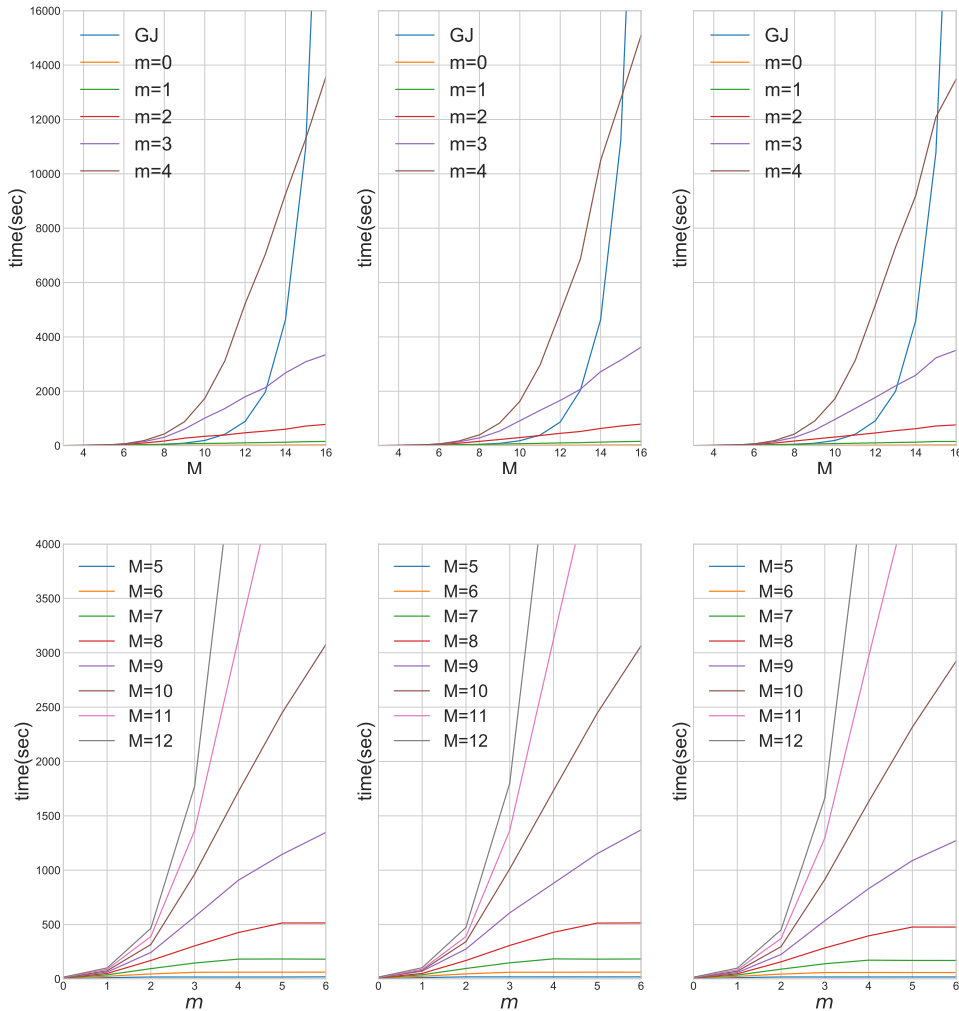 16000
14000
12000
10000
8000
6000
4000
2000
0
time(sec)
GJ
m=0
m=1
m=2
m=3
m=4
4 6 8 10 12 14 16
M
time(sec)
GJ
m=0
m=1
m=2
m=3
m=4
4 6 8 10 12 14 16
M
time(sec)
GJ
m=0
m=1
m=2
m=3
m=4
4 6 8 10 12 14 16
M
4000
3500
3000
2500
2000
1500
1000
500
0
time(sec)
M=5
M=6
M=7
M=8
M=9
M=10
M=11
M=12
0 1 2 3 4 5 6
m
time(sec)
M=5
M=6
M=7
M=8
M=9
M=10
M=11
M=12
0 1 2 3 4 5 6
m
time(sec)
M=5
M=6
M=7
M=8
M=9
M=10
M=11
M=12
0 1 2 3 4 5 6
m